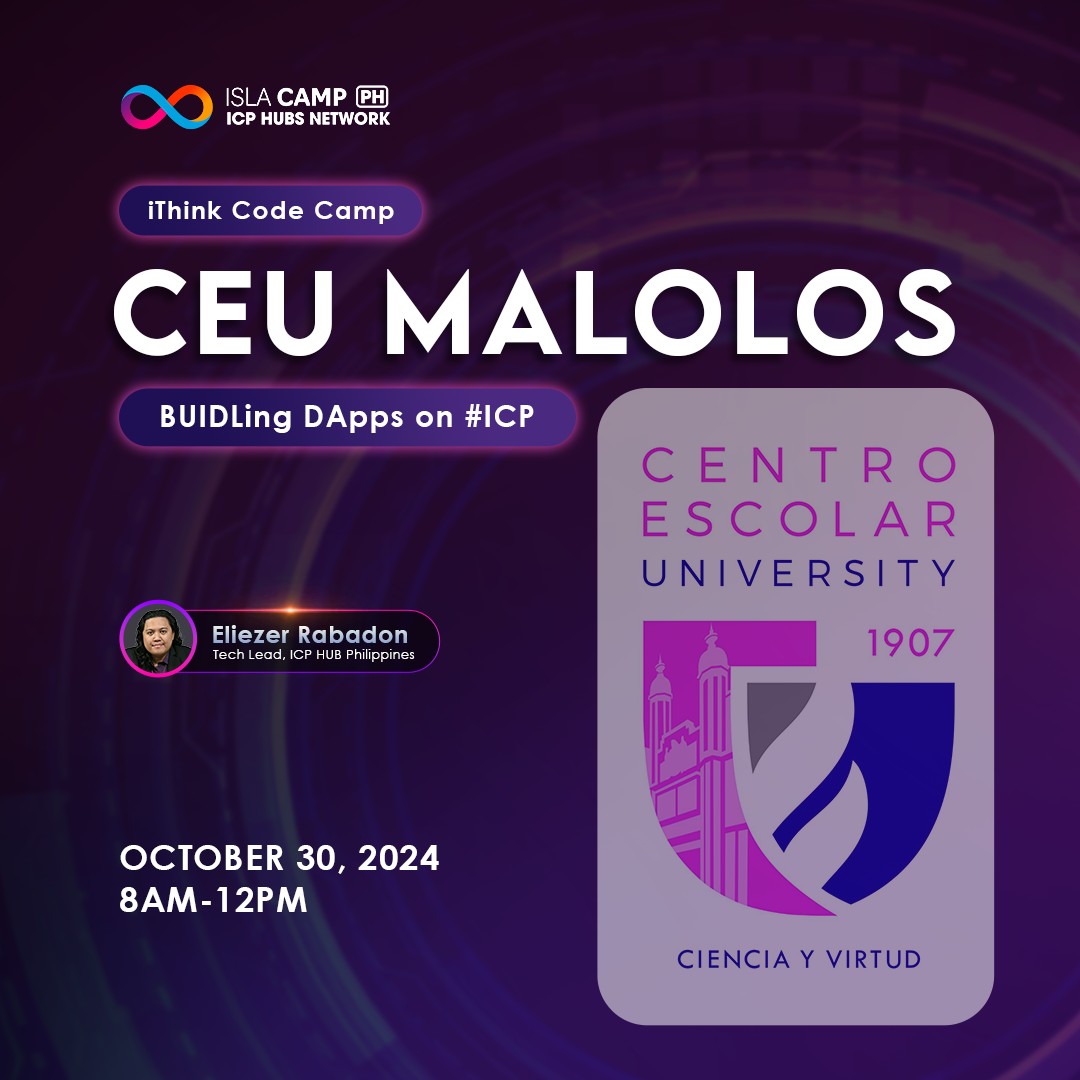 ISLA CAMP PH
ICP HUBS NETWORK
iThink Code Camp
CEU MALOLOS
BUIDLing DApps on #ICP
CENTRO
ESCOLAR
UNIVERSITY
1907
CIENCIA Y VIRTUD
Eliezer Rabadon
Tech Lead, ICP HUB Philippines
OCTOBER 30, 2024
8AM-12PM